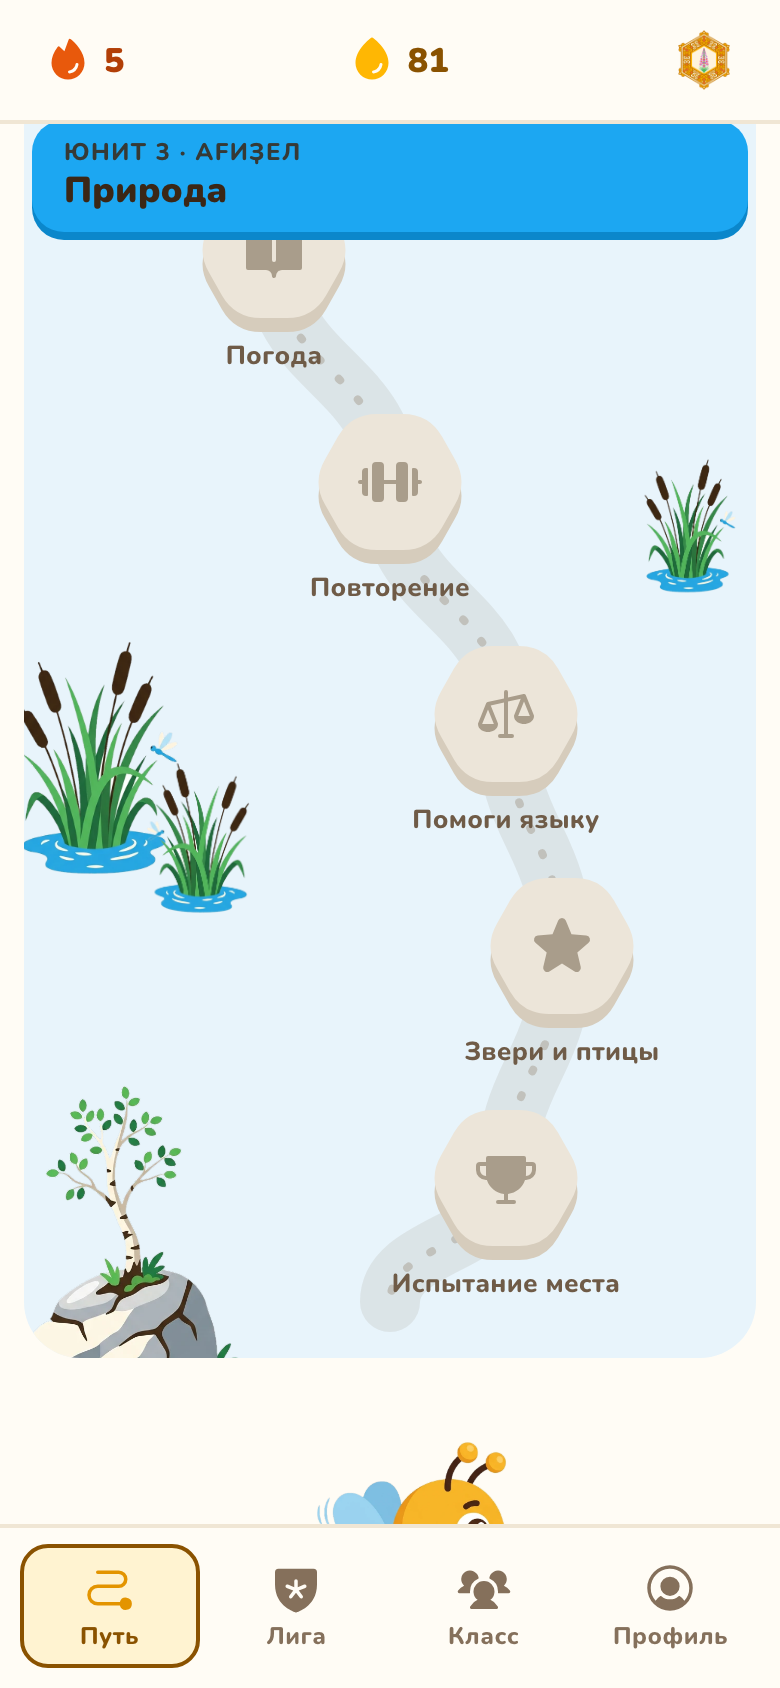 5
81
ЮНИТ 3 · АҒИҘЕЛ
Природа
Погода
Повторение
Помоги языку
Звери и птицы
Испытание места
Путь
Лига
Класс
Профиль